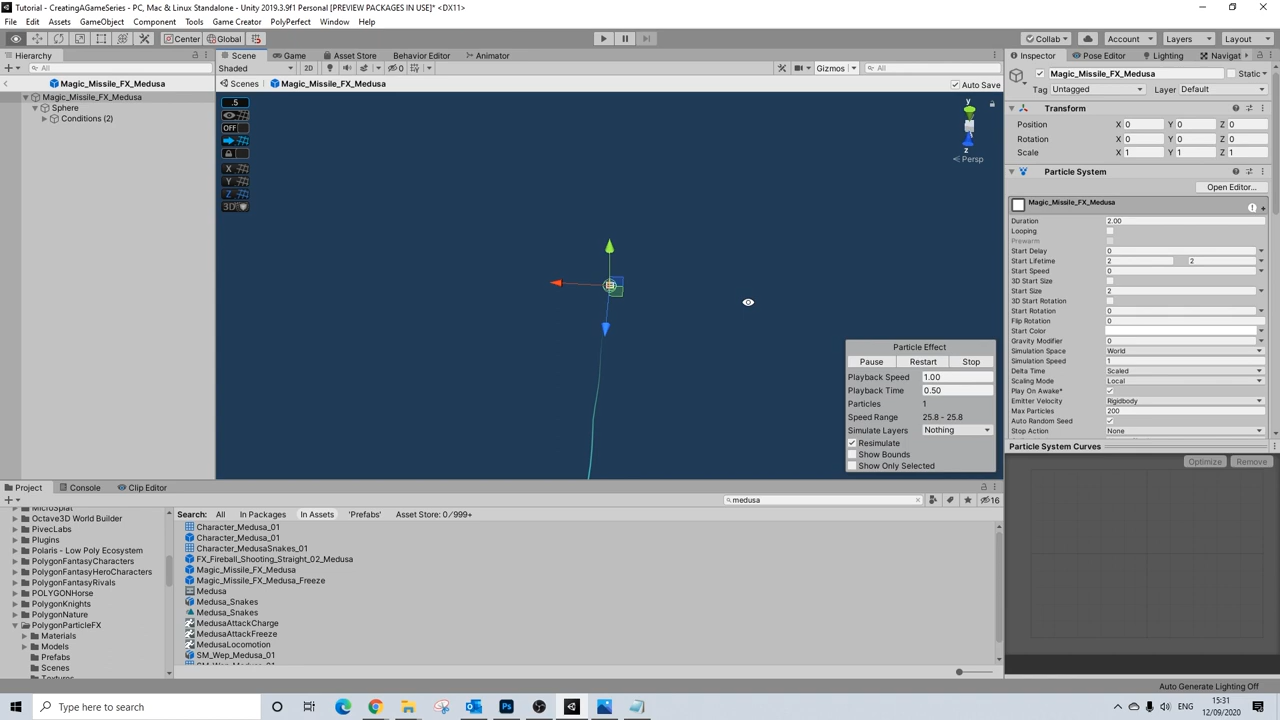 Tutorial - CreatingAGameSeries - PC, Mac & Linux Standalone - Unity 2019.3.9f1 Personal [PREVIEW PACKAGES IN USE]* <DX11>
File Edit Assets GameObject Component Tools Game Creator PolyPerfect Window Help
Center Global Collab Account Layers Layout
Hierarchy Scene Game Asset Store Behavior Editor Animator Inspector Pose Editor Lighting Navigat
All Shaded 2D 0 Gizmos All
Magic_Missile_FX_Medusa Scenes Magic_Missile_FX_Medusa Auto Save
Magic_Missile_FX_Medusa Static
Tag Untagged Layer Default
Magic_Missile_FX_Medusa
Sphere
Conditions (2)
.5
OFF
X
Y
Z
3D
y
z
Persp
Transform
Position X 0 Y 0 Z 0
Rotation X 0 Y 0 Z 0
Scale X 1 Y 1 Z 1
Particle System
Open Editor...
Magic_Missile_FX_Medusa
Duration 2.00
Looping
Prewarm
Start Delay 0
Start Lifetime 2 2
Start Speed 0
3D Start Size
Start Size 2
3D Start Rotation
Start Rotation 0
Flip Rotation 0
Start Color
Gravity Modifier 0
Simulation Space World
Simulation Speed 1
Delta Time Scaled
Scaling Mode Local
Play On Awake*
Emitter Velocity Rigidbody
Max Particles 200
Auto Random Seed
Stop Action None
Particle System Curves
Optimize Remove
Particle Effect
Pause Restart Stop
Playback Speed 1.00
Playback Time 0.50
Particles 1
Speed Range 25.8 - 25.8
Simulate Layers Nothing
Resimulate
Show Bounds
Show Only Selected
Project Console Clip Editor
medusa 16
Search: All In Packages In Assets 'Prefabs' Asset Store: 0/999+
MicroSplat
Octave3D World Builder
PivecLabs
Plugins
Polaris - Low Poly Ecosystem
PolygonFantasyCharacters
PolygonFantasyHeroCharacters
PolygonFantasyRivals
POLYGONHorse
PolygonKnights
PolygonNature
PolygonParticleFX
Materials
Models
Prefabs
Scenes
Textures
Character_Medusa_01
Character_Medusa_01
Character_MedusaSnakes_01
FX_Fireball_Shooting_Straight_02_Medusa
Magic_Missile_FX_Medusa
Magic_Missile_FX_Medusa_Freeze
Medusa
Medusa_Snakes
Medusa_Snakes
MedusaAttackCharge
MedusaAttackFreeze
MedusaLocomotion
SM_Wep_Medusa_01
SM_Wep_Medusa_01
Auto Generate Lighting Off
Type here to search
ENG
15:31
12/09/2020